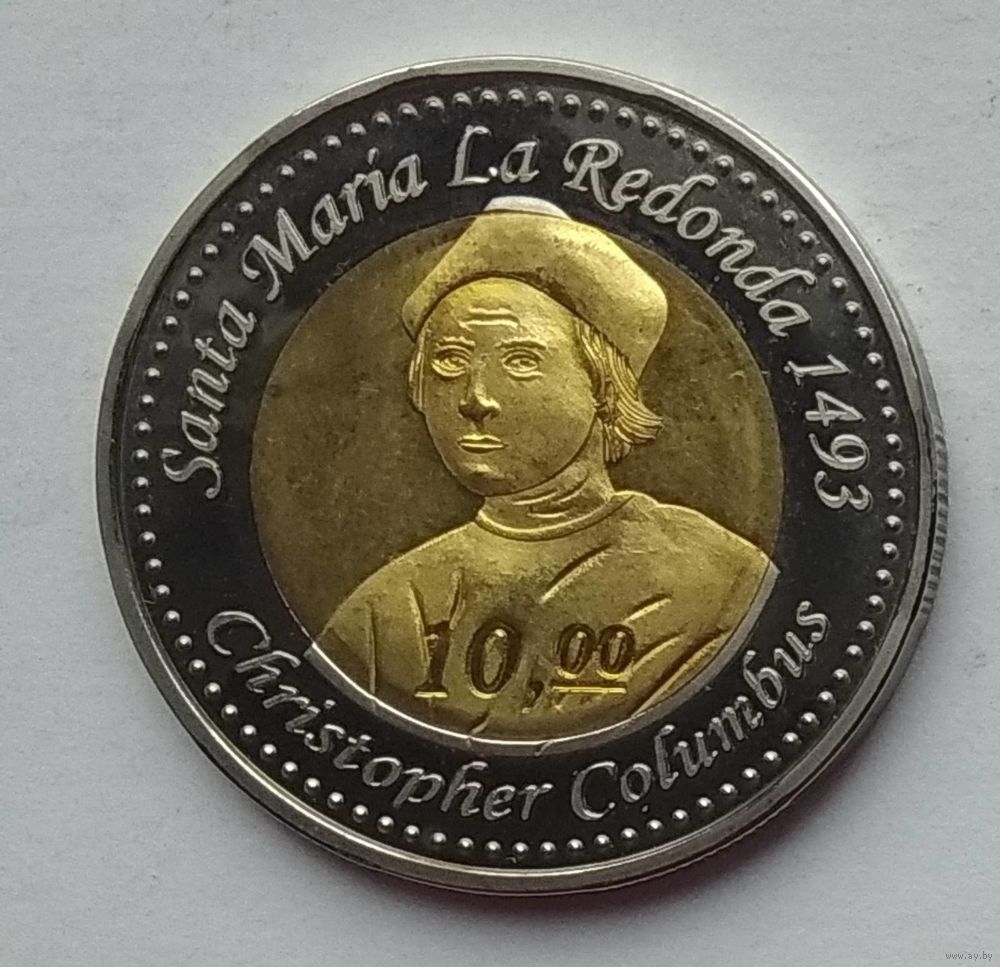 Santa María La Redonda 1493
10,00
Christopher Columbus
www.ay.by